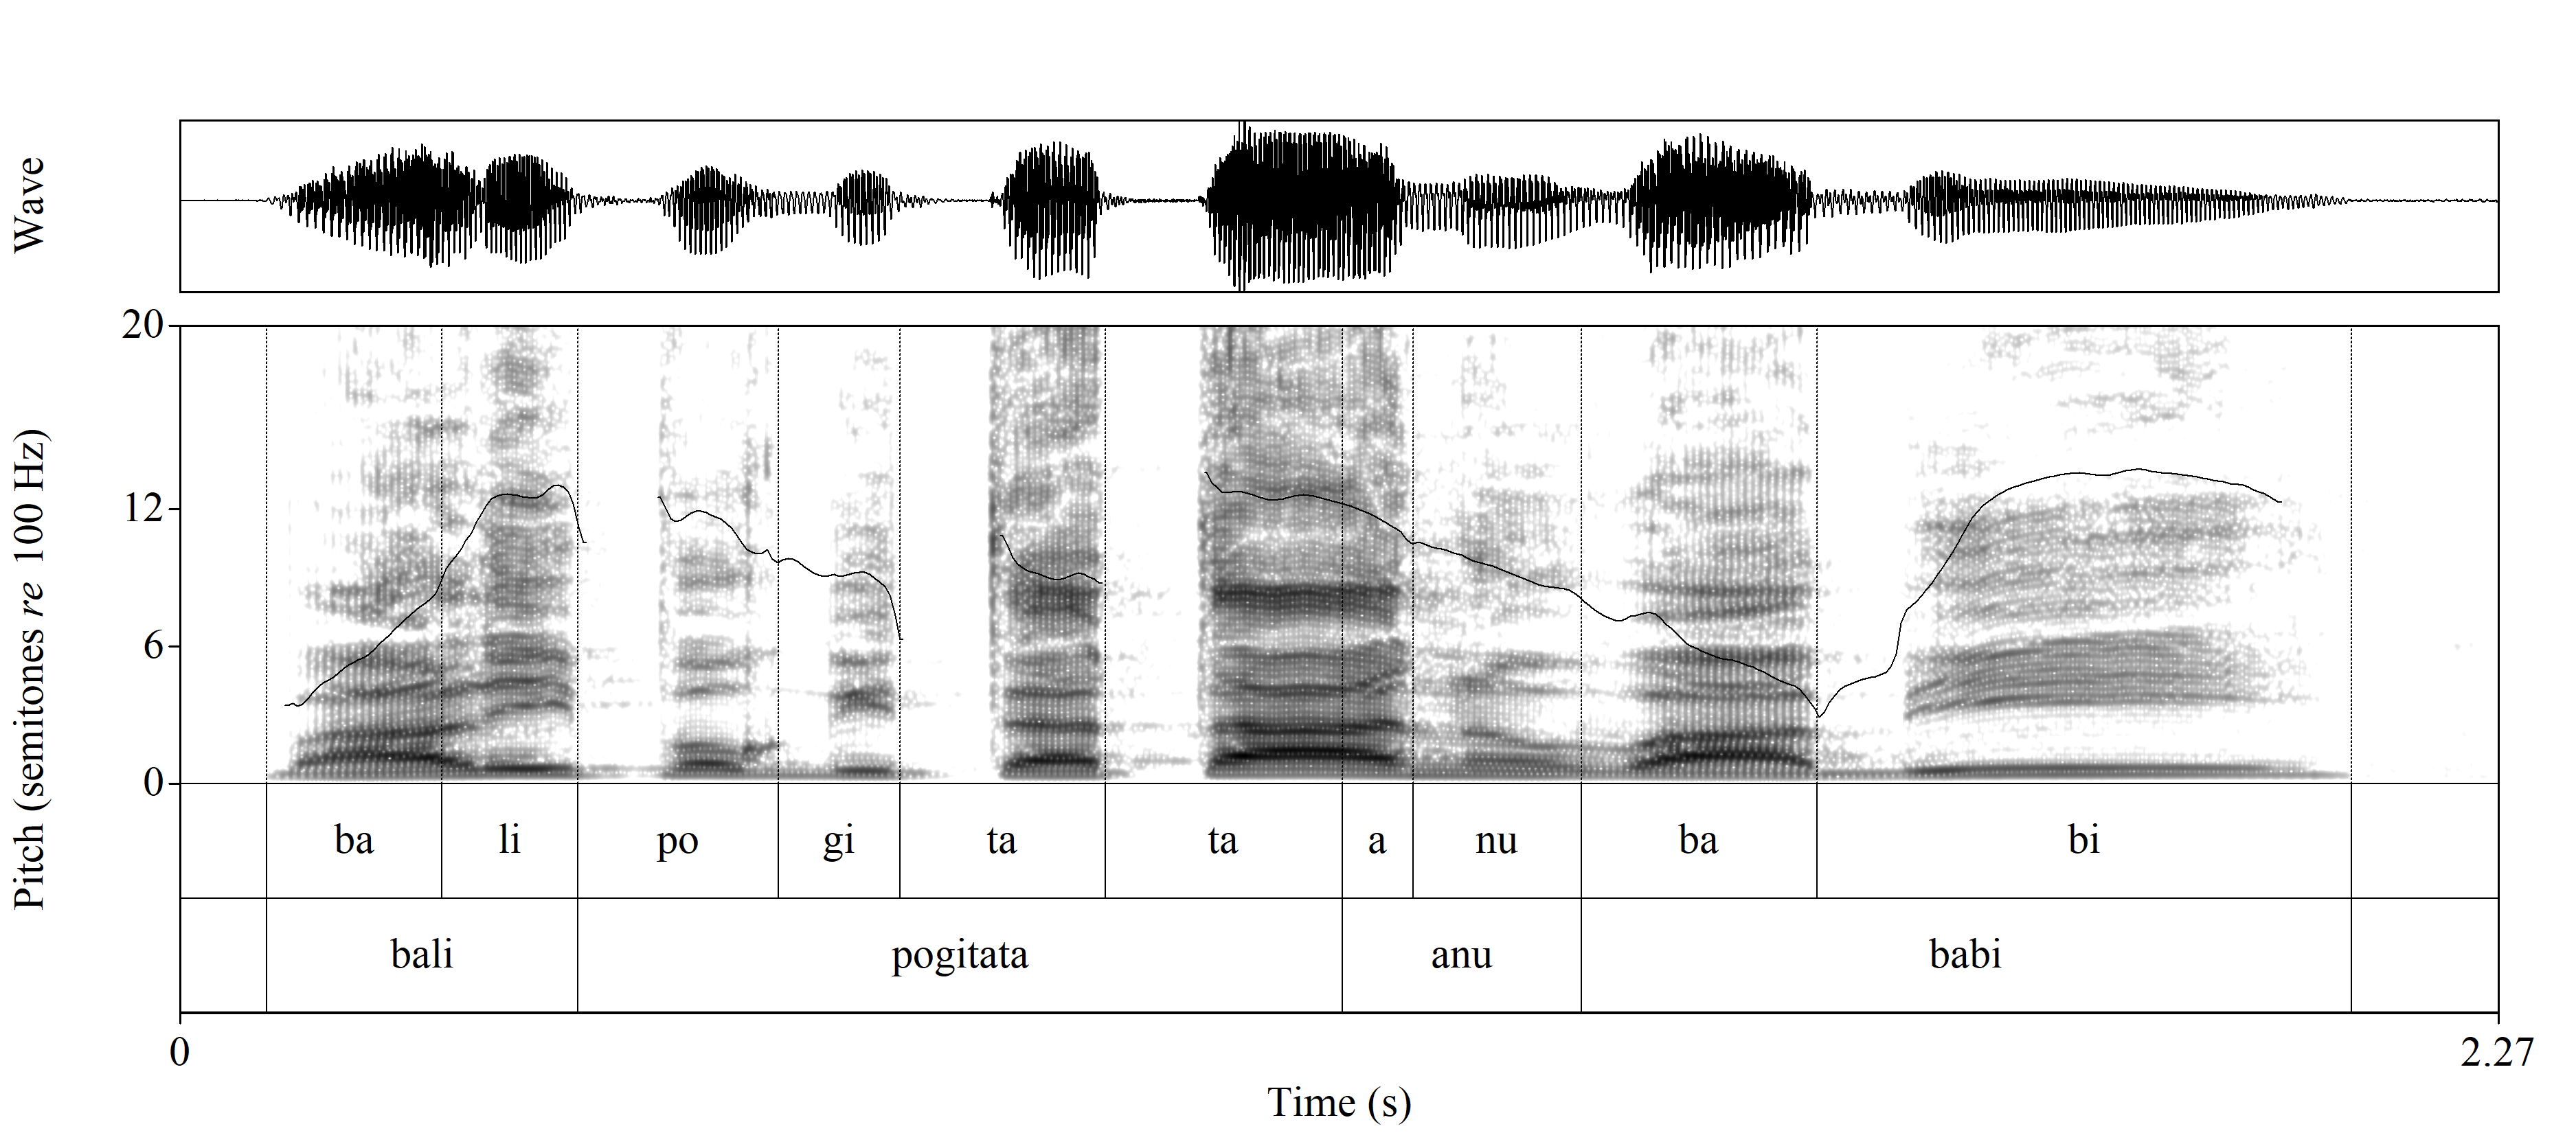 Wave
20
12
6
0
Pitch (semitones re 100 Hz)
ba li po gi ta ta a nu ba bi
bali pogitata anu babi
0 2.27
Time (s)